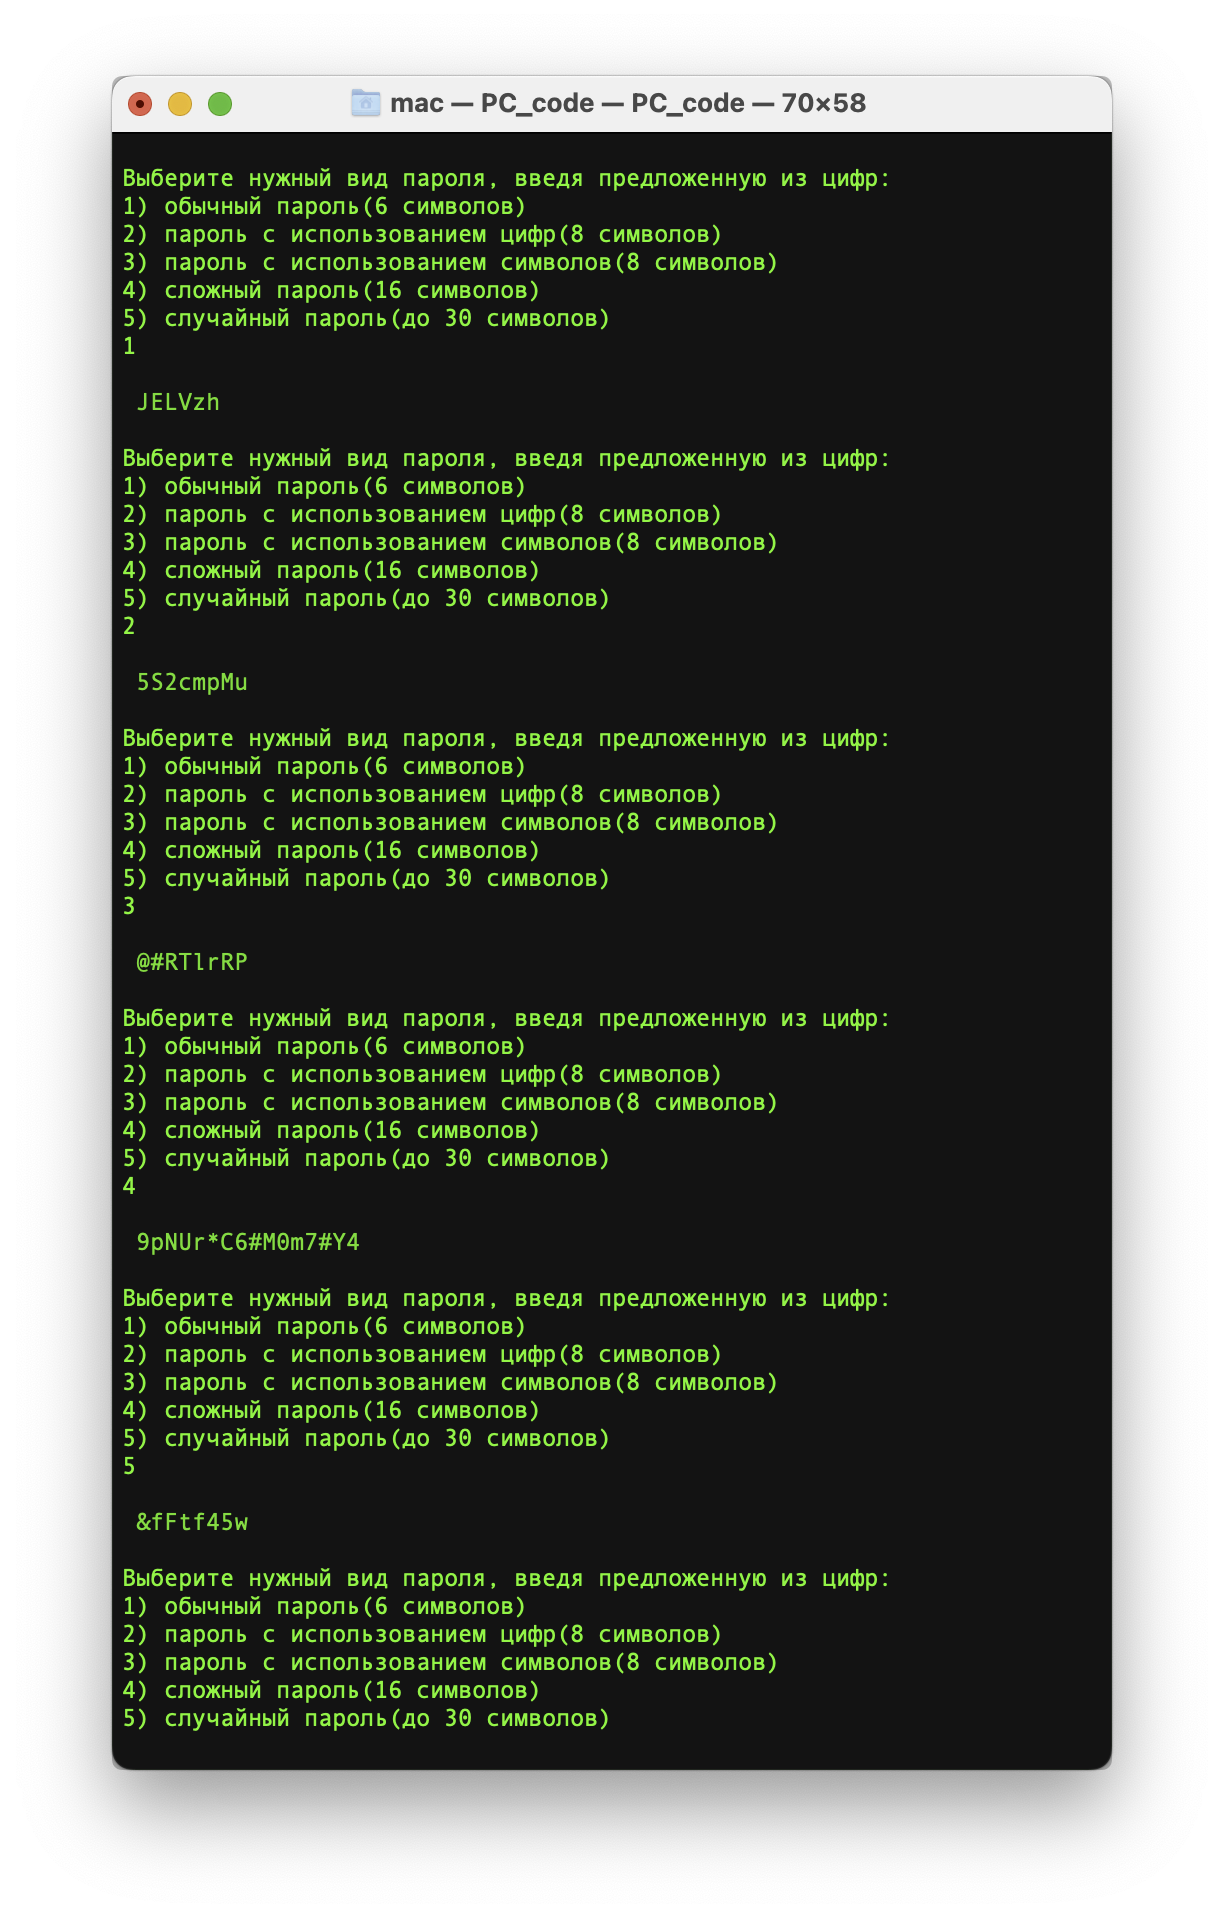 mac — PC_code — PC_code — 70×58
Выберите нужный вид пароля, введя предложенную из цифр:
1) обычный пароль(6 символов)
2) пароль с использованием цифр(8 символов)
3) пароль с использованием символов(8 символов)
4) сложный пароль(16 символов)
5) случайный пароль(до 30 символов)
1
JELVzh
Выберите нужный вид пароля, введя предложенную из цифр:
1) обычный пароль(6 символов)
2) пароль с использованием цифр(8 символов)
3) пароль с использованием символов(8 символов)
4) сложный пароль(16 символов)
5) случайный пароль(до 30 символов)
2
5S2cmpMu
Выберите нужный вид пароля, введя предложенную из цифр:
1) обычный пароль(6 символов)
2) пароль с использованием цифр(8 символов)
3) пароль с использованием символов(8 символов)
4) сложный пароль(16 символов)
5) случайный пароль(до 30 символов)
3
@#RTlrRP
Выберите нужный вид пароля, введя предложенную из цифр:
1) обычный пароль(6 символов)
2) пароль с использованием цифр(8 символов)
3) пароль с использованием символов(8 символов)
4) сложный пароль(16 символов)
5) случайный пароль(до 30 символов)
4
9pNUr*C6#M0m7#Y4
Выберите нужный вид пароля, введя предложенную из цифр:
1) обычный пароль(6 символов)
2) пароль с использованием цифр(8 символов)
3) пароль с использованием символов(8 символов)
4) сложный пароль(16 символов)
5) случайный пароль(до 30 символов)
5
&fFtf45w
Выберите нужный вид пароля, введя предложенную из цифр:
1) обычный пароль(6 символов)
2) пароль с использованием цифр(8 символов)
3) пароль с использованием символов(8 символов)
4) сложный пароль(16 символов)
5) случайный пароль(до 30 символов)